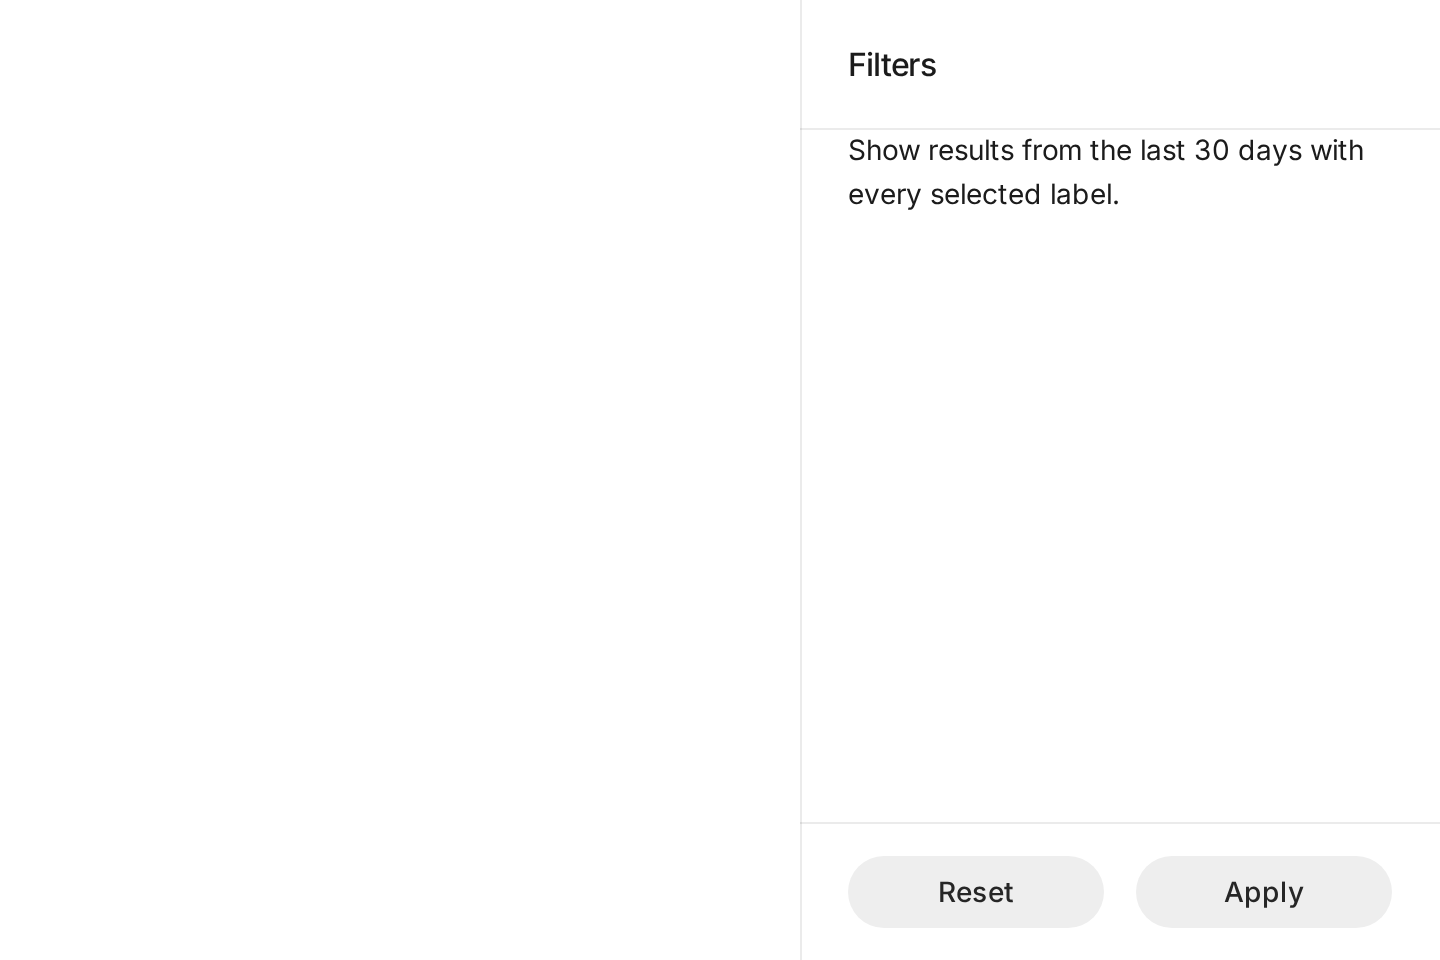 Filters
Show results from the last 30 days with
every selected label.
Reset
Apply